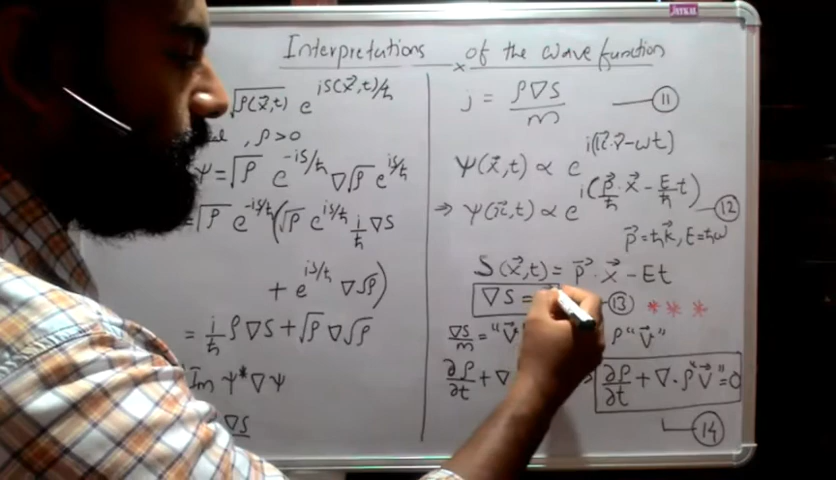 JAYKAL
Interpretations of the wave function
√ρ(x⃗,t) e^{iS(x⃗,t)/ℏ}
, ρ>0
ψ = √ρ e^{-iS/ℏ} ∇√ρ e^{iS/ℏ}
= √ρ e^{-iS/ℏ} (√ρ e^{iS/ℏ} i/ℏ ∇S
+ e^{iS/ℏ} ∇√ρ)
= i/ℏ ρ∇S + √ρ ∇√ρ
Im ψ* ∇ψ
∇S
j = ρ∇S/m — (11)
ψ(x⃗,t) ∝ e^{i(k⃗·r⃗-ωt)}
⇒ ψ(x⃗,t) ∝ e^{i(p⃗/ℏ·x⃗ - E/ℏ t)} — (12)
p⃗=ℏk⃗, E=ℏω
S(x⃗,t) = p⃗·x⃗ - Et
∇S = (13) ***
∇S/m = "v⃗ ρ "v⃗"
∂ρ/∂t + ∇ ∂ρ/∂t + ∇·ρ"v⃗" = 0
(14)